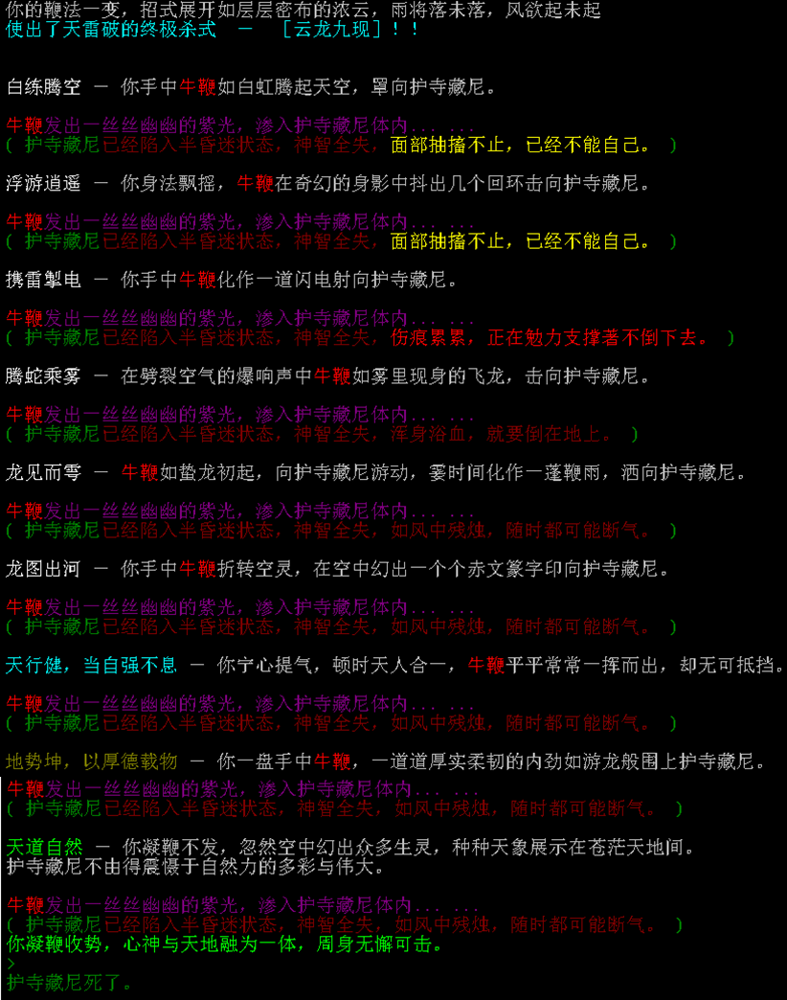 你的鞭法一变，招式展开如层层密布的浓云，雨将落未落，风欲起未起
使出了天雷破的终极杀式 － ［云龙九现］！！
白练腾空 － 你手中牛鞭如白虹腾起天空，罩向护寺藏尼。
牛鞭发出一丝丝幽幽的紫光，渗入护寺藏尼体内... ...
( 护寺藏尼已经陷入半昏迷状态，神智全失，面部抽搐不止，已经不能自己。 )
浮游逍遥 － 你身法飘摇，牛鞭在奇幻的身影中抖出几个回环击向护寺藏尼。
牛鞭发出一丝丝幽幽的紫光，渗入护寺藏尼体内... ...
( 护寺藏尼已经陷入半昏迷状态，神智全失，面部抽搐不止，已经不能自己。 )
携雷掣电 － 你手中牛鞭化作一道闪电射向护寺藏尼。
牛鞭发出一丝丝幽幽的紫光，渗入护寺藏尼体内... ...
( 护寺藏尼已经陷入半昏迷状态，神智全失，伤痕累累，正在勉力支撑著不倒下去。 )
腾蛇乘雾 － 在劈裂空气的爆响声中牛鞭如雾里现身的飞龙，击向护寺藏尼。
牛鞭发出一丝丝幽幽的紫光，渗入护寺藏尼体内... ...
( 护寺藏尼已经陷入半昏迷状态，神智全失．浑身浴血，就要倒在地上。 )
龙见而雩 － 牛鞭如蛰龙初起，向护寺藏尼游动，霎时间化作一蓬鞭雨，洒向护寺藏尼。
牛鞭发出一丝丝幽幽的紫光，渗入护寺藏尼体内... ...
( 护寺藏尼已经陷入半昏迷状态，神智全失，如风中残烛，随时都可能断气。 )
龙图出河 － 你手中牛鞭折转空灵，在空中幻出一个个赤文篆字印向护寺藏尼。
牛鞭发出一丝丝幽幽的紫光，渗入护寺藏尼体内... ...
( 护寺藏尼已经陷入半昏迷状态，神智全失，如风中残烛，随时都可能断气。 )
天行健，当自强不息 － 你宁心提气，顿时天人合一，牛鞭平平常常一挥而出，却无可抵挡。
牛鞭发出一丝丝幽幽的紫光，渗入护寺藏尼体内... ...
( 护寺藏尼已经陷入半昏迷状态，神智全失，如风中残烛，随时都可能断气。 )
地势坤，以厚德载物 － 你一盘手中牛鞭，一道道厚实柔韧的内劲如游龙般围上护寺藏尼。
牛鞭发出一丝丝幽幽的紫光，渗入护寺藏尼体内... ...
( 护寺藏尼已经陷入半昏迷状态，神智全失，如风中残烛，随时都可能断气。 )
天道自然 － 你凝鞭不发，忽然空中幻出众多生灵，种种天象展示在苍茫天地间。
护寺藏尼不由得震慑于自然力的多彩与伟大。
牛鞭发出一丝丝幽幽的紫光，渗入护寺藏尼体内... ...
( 护寺藏尼已经陷入半昏迷状态，神智全失，如风中残烛，随时都可能断气。 )
你凝鞭收势，心神与天地融为一体，周身无懈可击。
>
护寺藏尼死了。